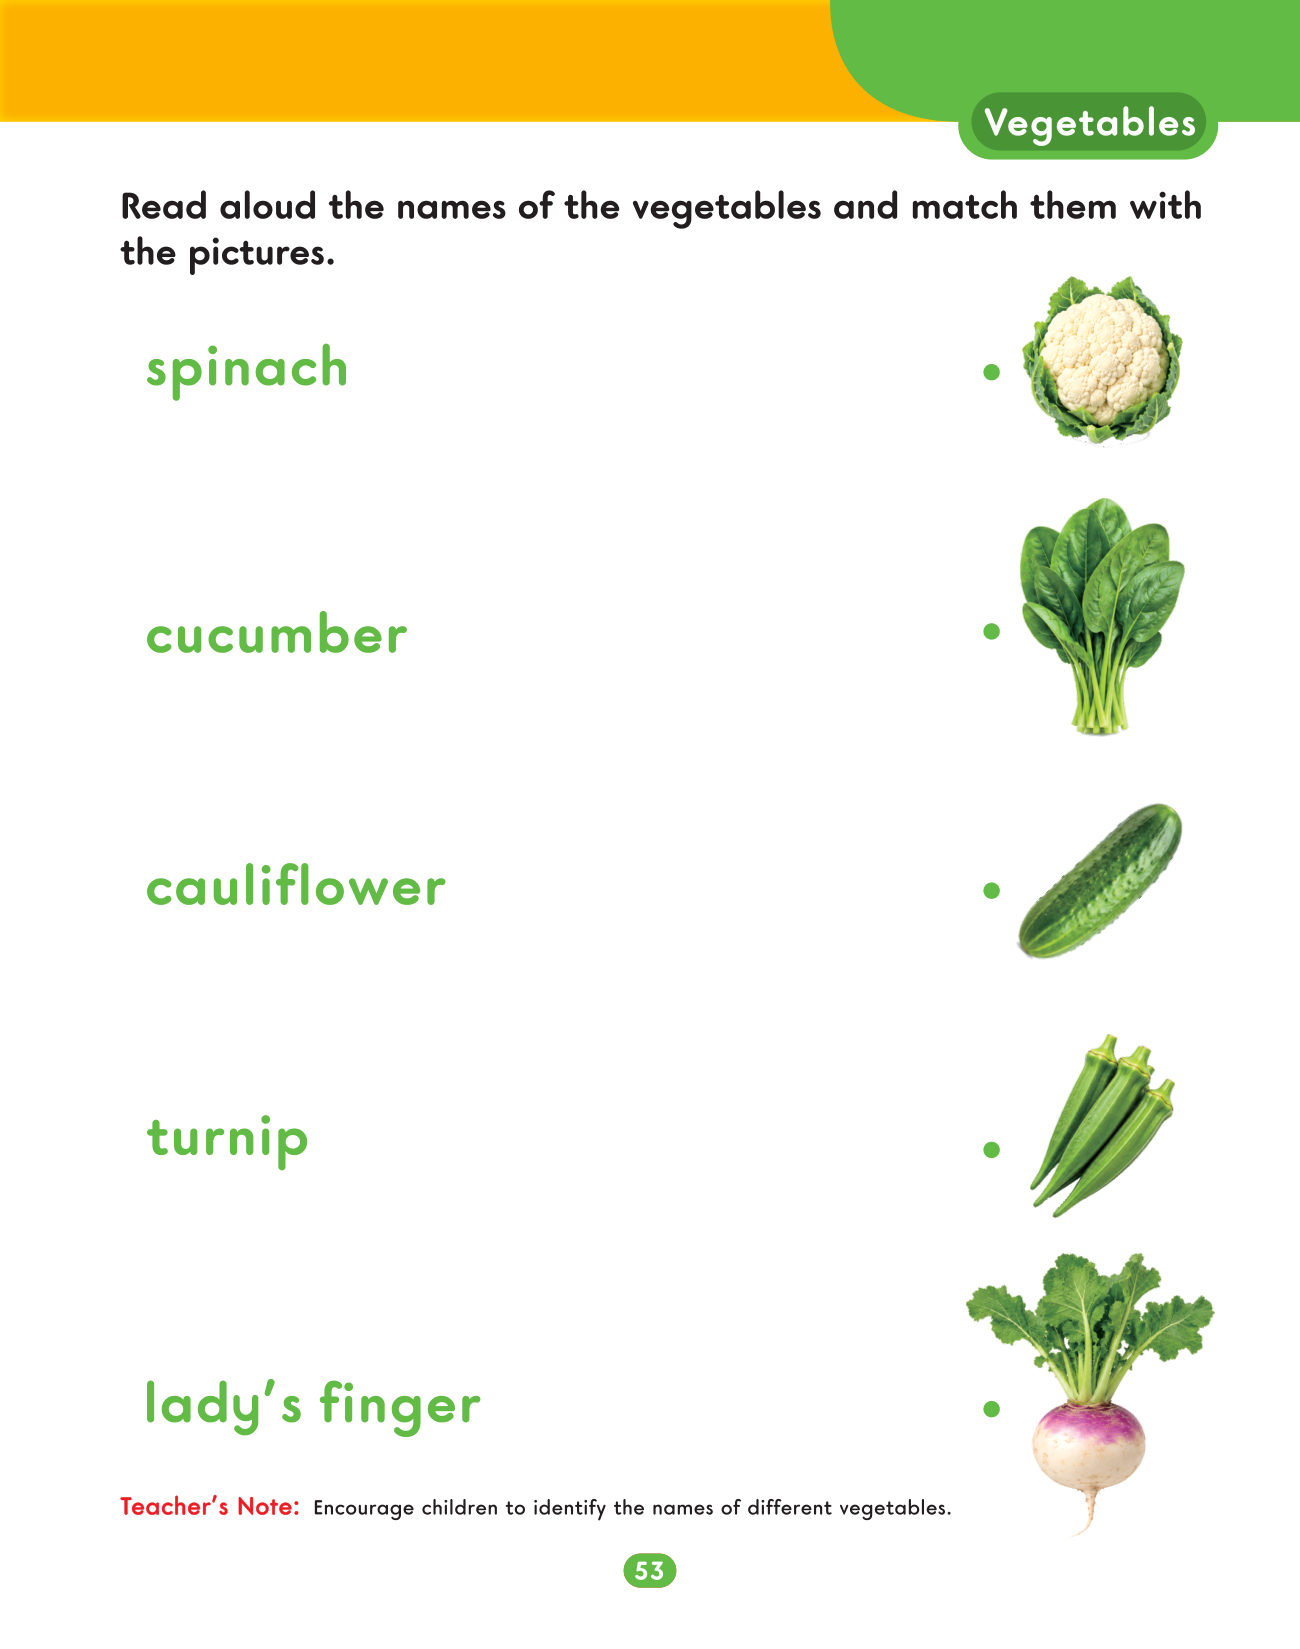 Vegetables
Read aloud the names of the vegetables and match them with
the pictures.
spinach
cucumber
cauliflower
turnip
lady's finger
Teacher's Note: Encourage children to identify the names of different vegetables.
53